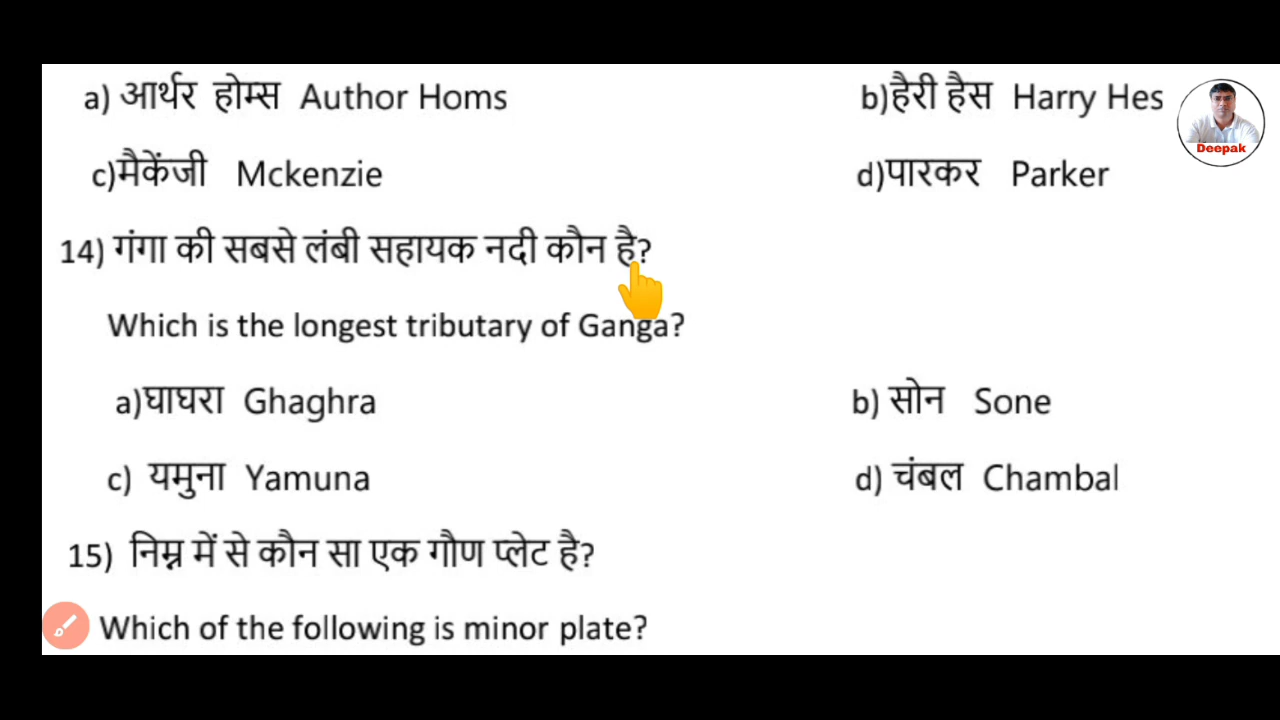 a) आर्थर होम्स Author Homs b)हैरी हैस Harry Hes
Deepak
c)मैकेंजी Mckenzie d)पारकर Parker
14) गंगा की सबसे लंबी सहायक नदी कौन है?
Which is the longest tributary of Ganga?
a)घाघरा Ghaghra b) सोन Sone
c) यमुना Yamuna d) चंबल Chambal
15) निम्न में से कौन सा एक गौण प्लेट है?
Which of the following is minor plate?